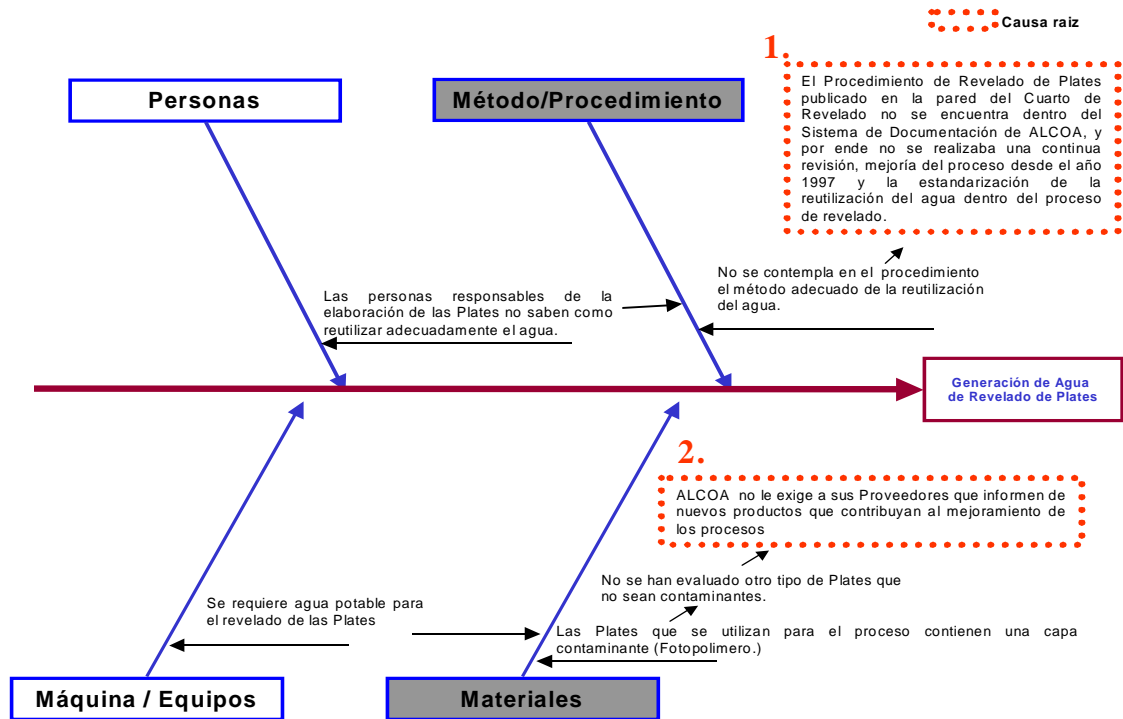 Causa raiz
1.
El Procedimiento de Revelado de Plates
publicado en la pared del Cuarto de
Revelado no se encuentra dentro del
Sistema de Documentación de ALCOA, y
por ende no se realizaba una continua
revisión, mejoría del proceso desde el año
1997 y la estandarización de la
reutilización del agua dentro del proceso
de revelado.
Personas
Método/Procedimiento
No se contempla en el procedimiento
el método adecuado de la reutilización
del agua.
Las personas responsables de la
elaboración de las Plates no saben como
reutilizar adecuadamente el agua.
Generación de Agua
de Revelado de Plates
2.
ALCOA no le exige a sus Proveedores que informen de
nuevos productos que contribuyan al mejoramiento de
los procesos
No se han evaluado otro tipo de Plates que
no sean contaminantes.
Se requiere agua potable para
el revelado de las Plates
Las Plates que se utilizan para el proceso contienen una capa
contaminante (Fotopolimero.)
Máquina / Equipos
Materiales